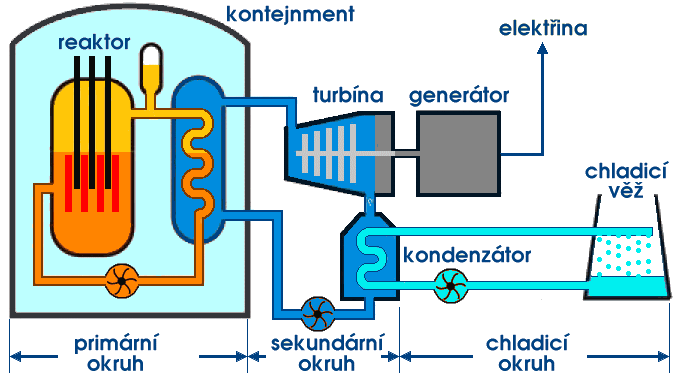 kontejnment
reaktor
elektřina
turbína
generátor
chladicí
věž
kondenzátor
primární
okruh
sekundární
okruh
chladicí
okruh